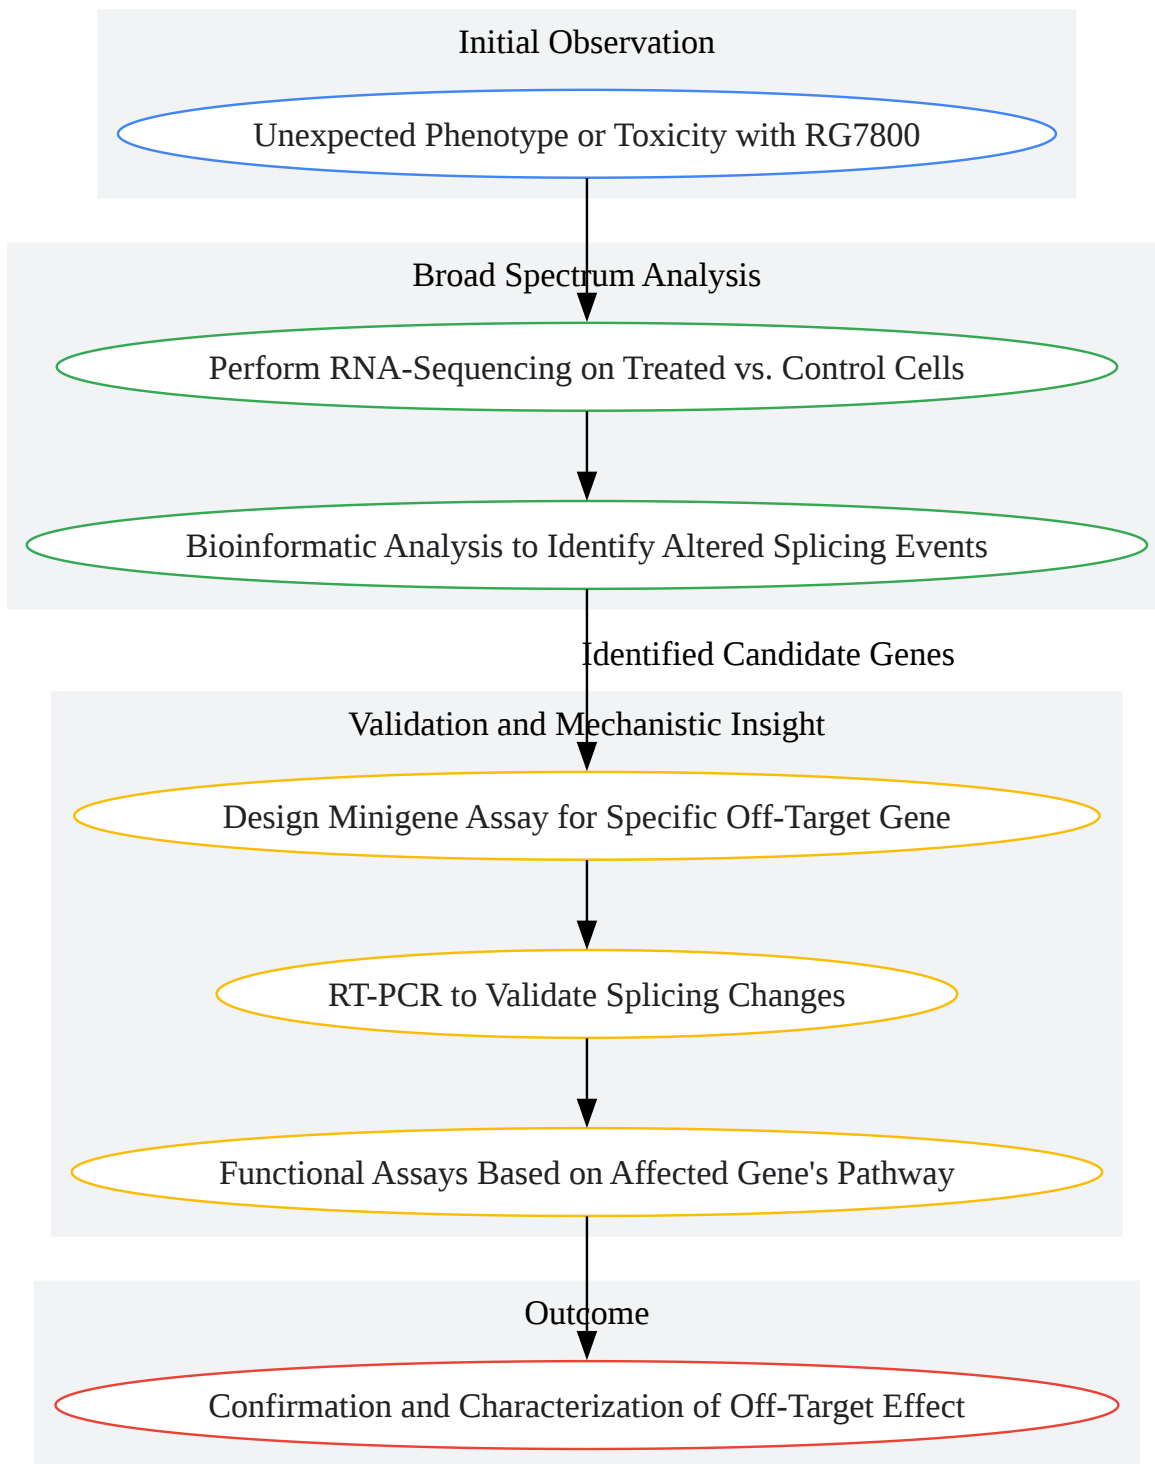 Initial Observation
Unexpected Phenotype or Toxicity with RG7800
Broad Spectrum Analysis
Perform RNA-Sequencing on Treated vs. Control Cells
Bioinformatic Analysis to Identify Altered Splicing Events
Identified Candidate Genes
Validation and Mechanistic Insight
Design Minigene Assay for Specific Off-Target Gene
RT-PCR to Validate Splicing Changes
Functional Assays Based on Affected Gene's Pathway
Outcome
Confirmation and Characterization of Off-Target Effect